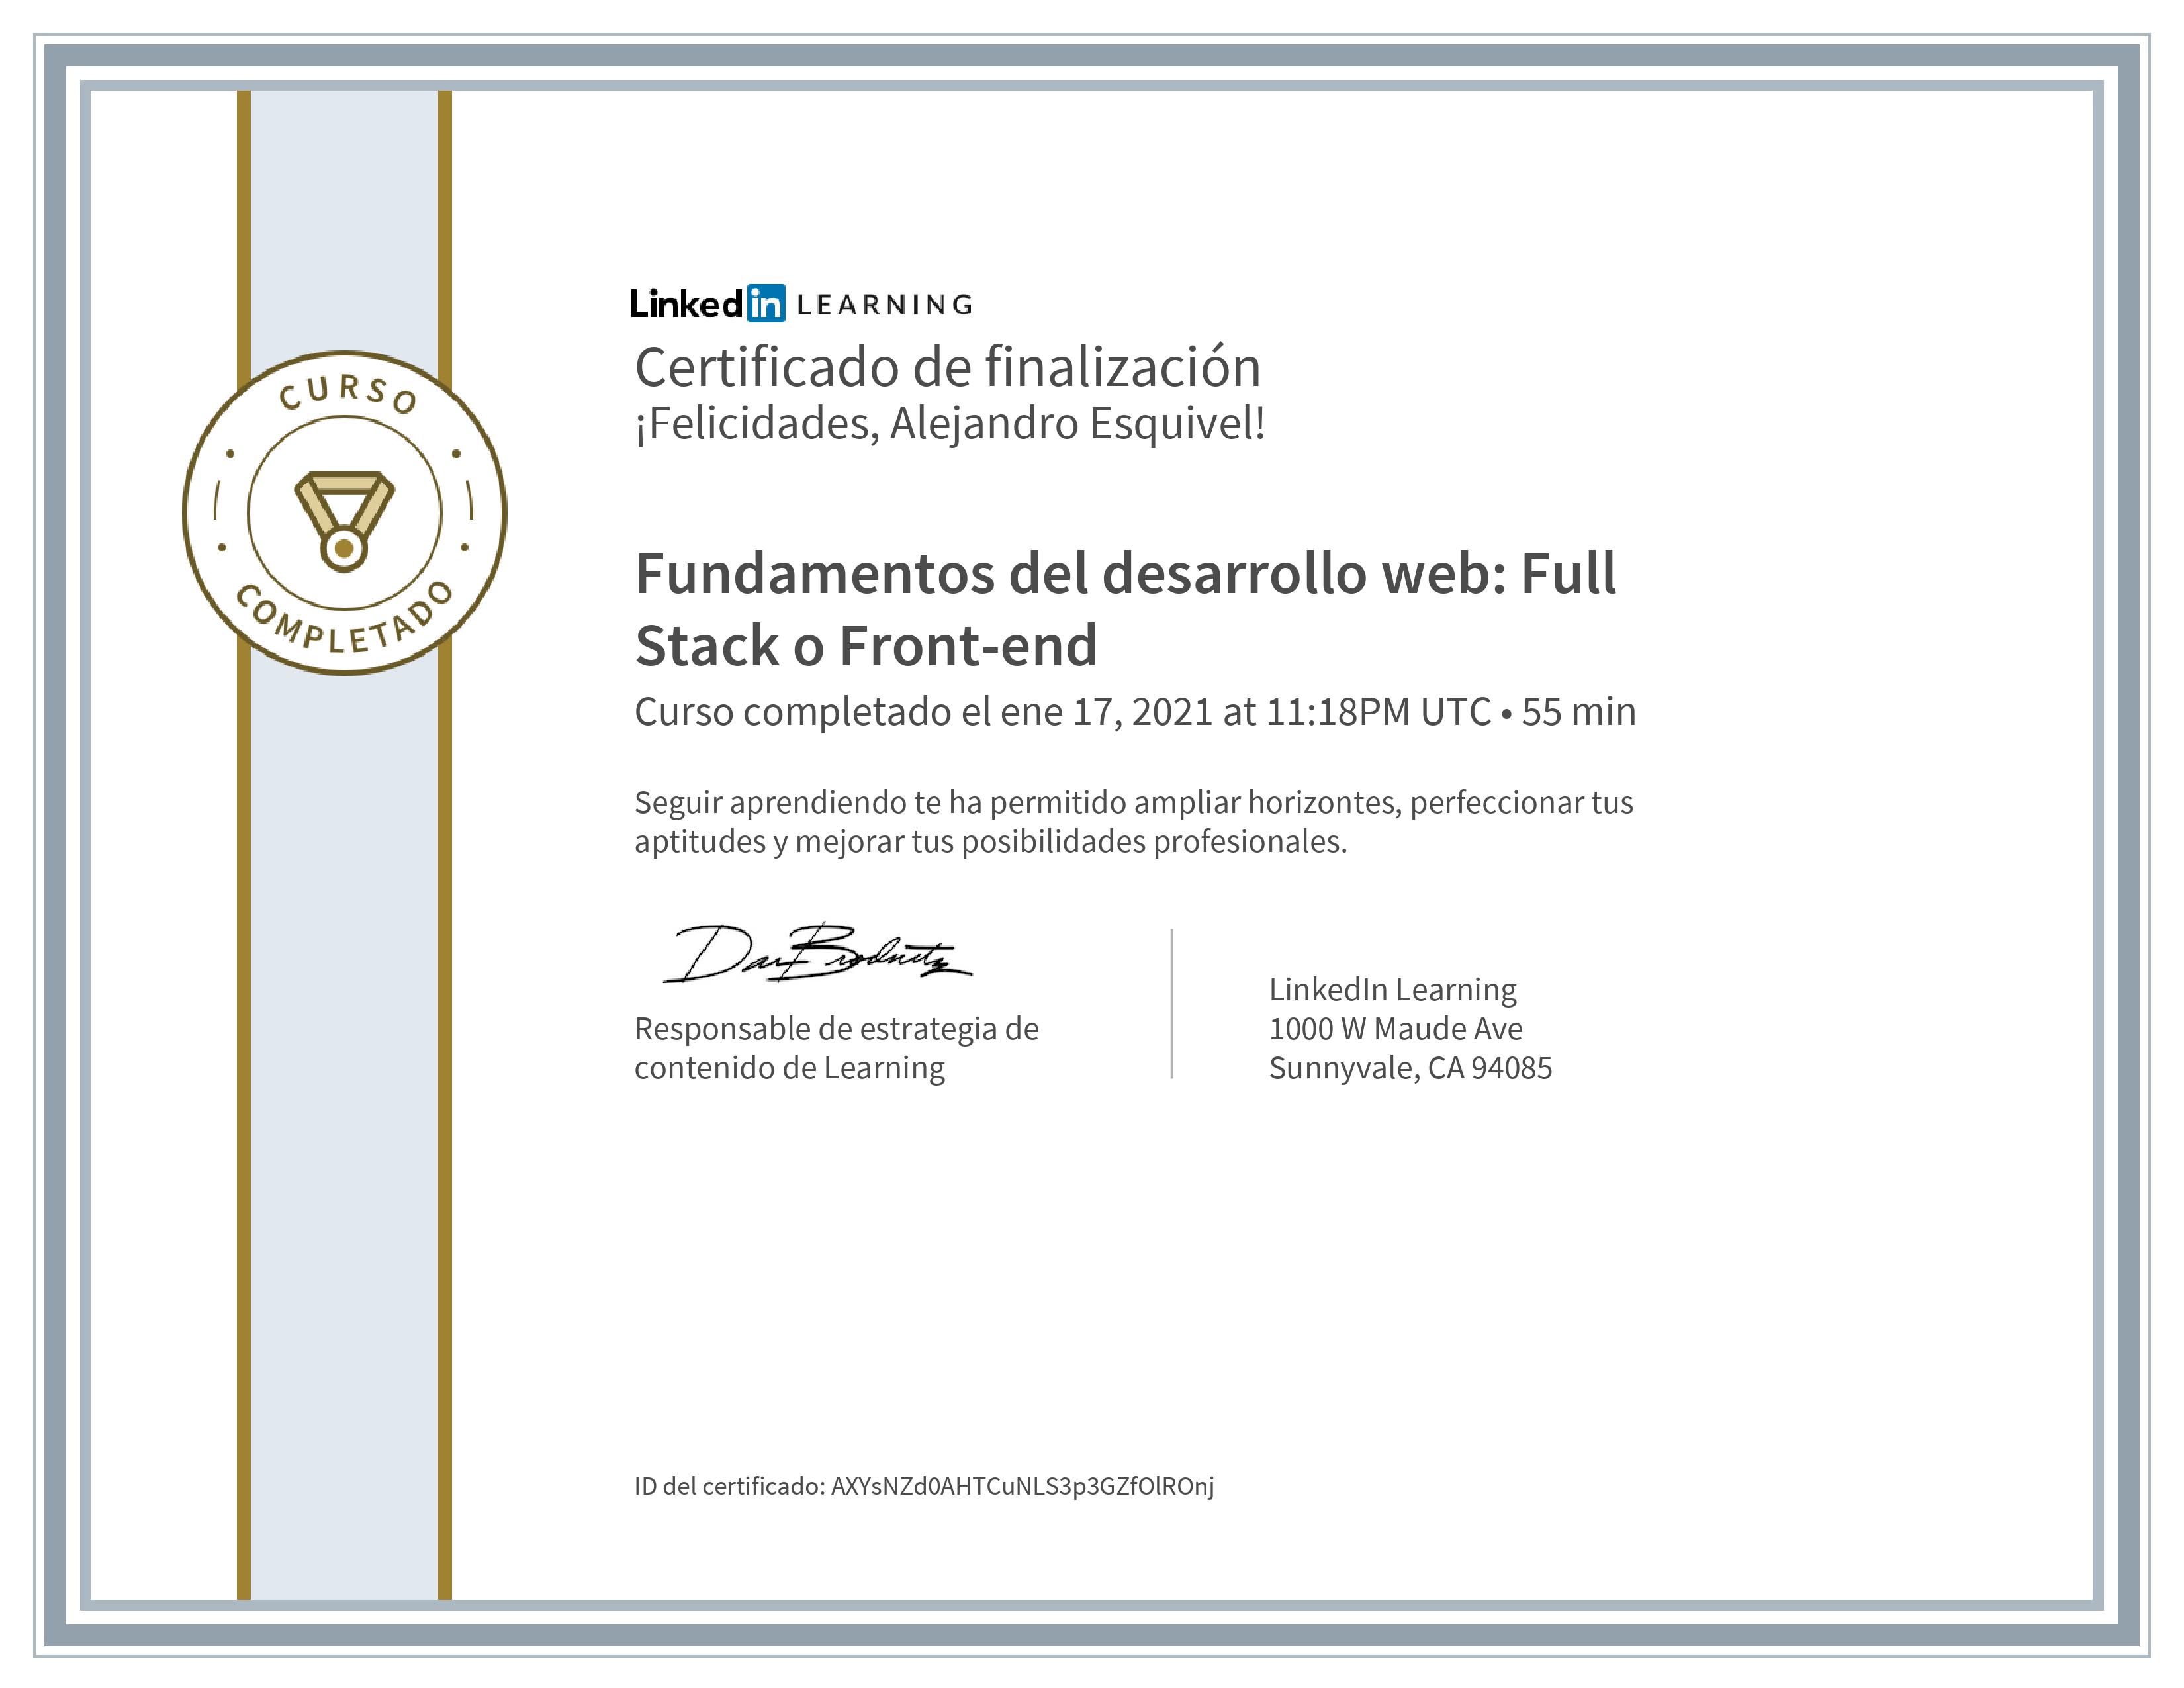 CURSO
COMPLETADO
Linkedin LEARNING
Certificado de finalización
¡Felicidades, Alejandro Esquivel!
Fundamentos del desarrollo web: Full
Stack o Front-end
Curso completado el ene 17, 2021 at 11:18PM UTC • 55 min
Seguir aprendiendo te ha permitido ampliar horizontes, perfeccionar tus
aptitudes y mejorar tus posibilidades profesionales.
Dan Brodnitz
Responsable de estrategia de
contenido de Learning
LinkedIn Learning
1000 W Maude Ave
Sunnyvale, CA 94085
ID del certificado: AXYsNZd0AHTCuNLS3p3GZfOlROnj